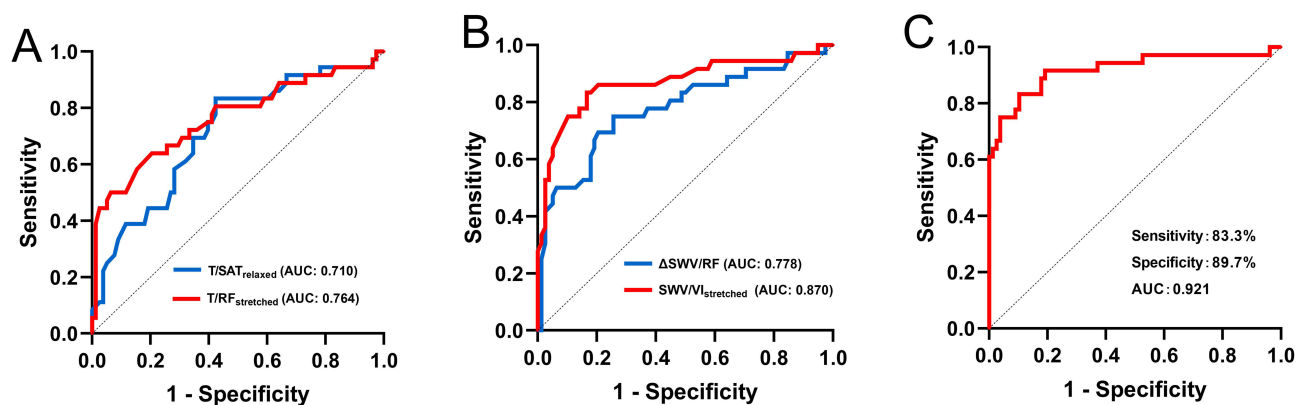 A
Sensitivity
1.0
0.8
0.6
0.4
0.2
0.0
T/SATrelaxed (AUC: 0.710)
T/RFstretched (AUC: 0.764)
0.0 0.2 0.4 0.6 0.8 1.0
1 - Specificity
B
Sensitivity
1.0
0.8
0.6
0.4
0.2
0.0
ΔSWV/RF (AUC: 0.778)
SWV/VIstretched (AUC: 0.870)
0.0 0.2 0.4 0.6 0.8 1.0
1 - Specificity
C
Sensitivity
1.0
0.8
0.6
0.4
0.2
0.0
Sensitivity: 83.3%
Specificity: 89.7%
AUC: 0.921
0.0 0.2 0.4 0.6 0.8 1.0
1 - Specificity